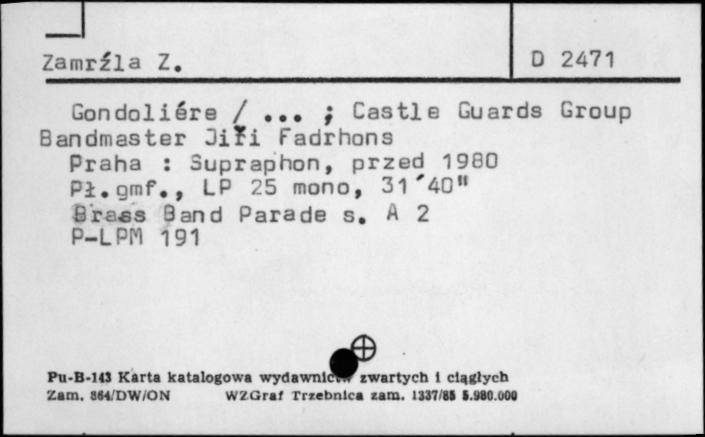 Zamrźla Z. D 2471
Gondoliére / ... ; Castle Guards Group
Bandmaster Jiři Fadrhons
Praha : Supraphon, przed 1980
Pł.gmf., LP 25 mono, 31´40"
Brass Band Parade s. A 2
P-LPM 191
Pu-B-143 Karta katalogowa wydawnictw zwartych i ciągłych
Zam. 864/DW/ON WZGraf Trzebnica zam. 1337/85 5.980.000